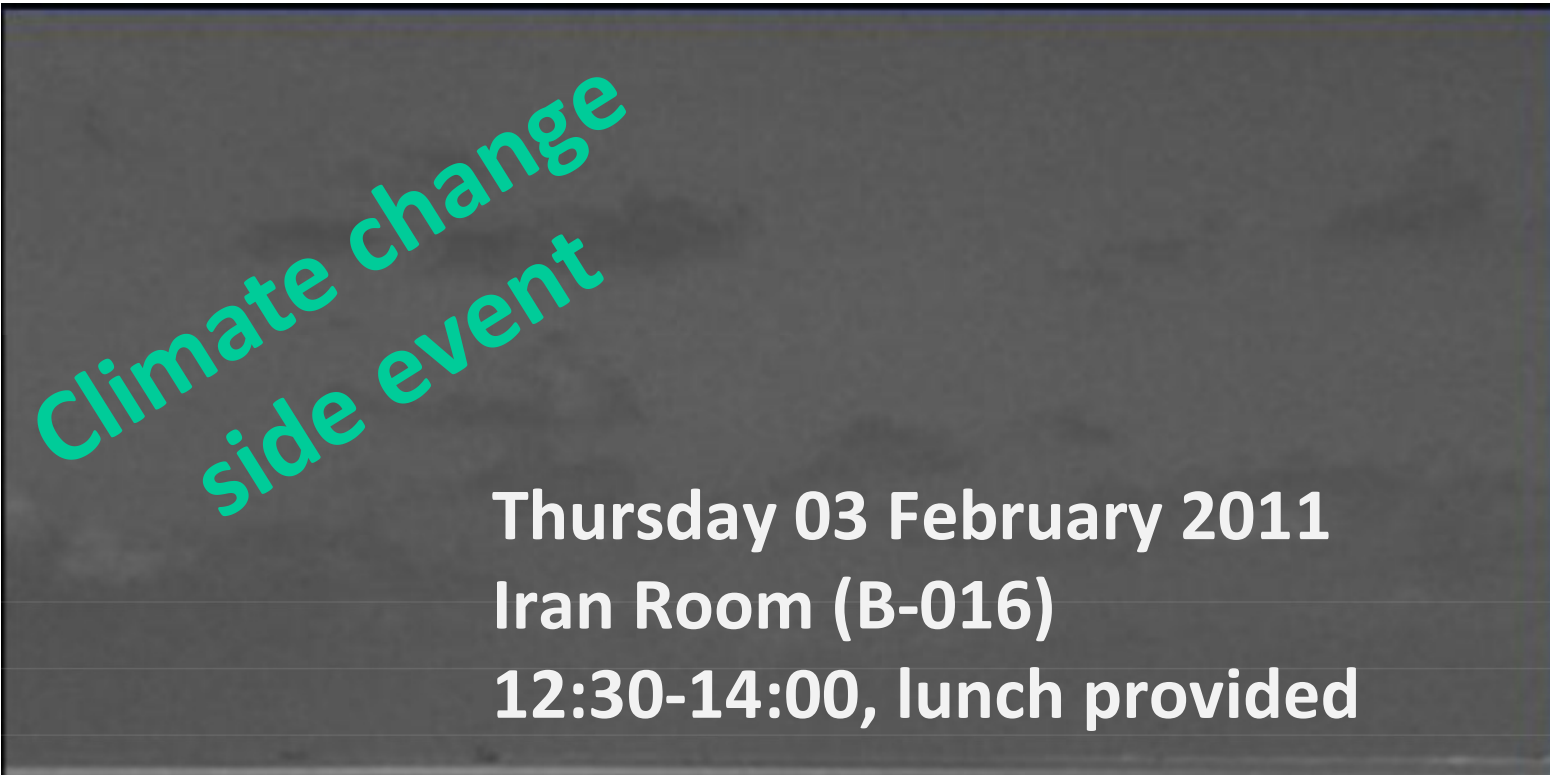 Climate change
side event
Thursday 03 February 2011
Iran Room (B-016)
12:30-14:00, lunch provided